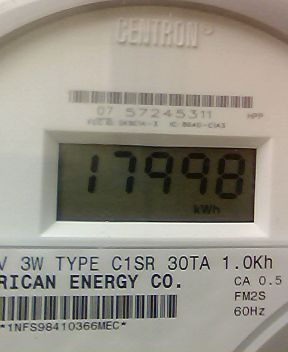 CENTRON
07 57245311 HPP
17998
kWh
V 3W TYPE C1SR 30TA 1.0Kh
RICAN ENERGY CO. CA 0.5
FM2S
60Hz
*1NFS98410366MEC*